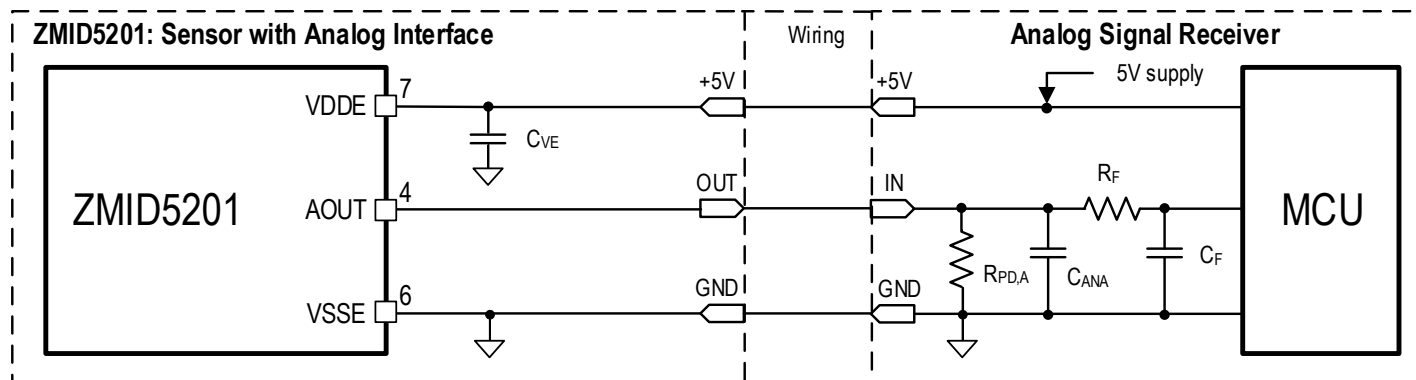 ZMID5201: Sensor with Analog Interface
Wiring
Analog Signal Receiver
7
VDDE
+5V
+5V
5V supply
CVE
ZMID5201
4
AOUT
OUT
IN
RF
MCU
RPD,A
CANA
CF
6
VSSE
GND
GND